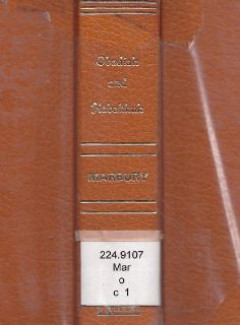 Obadiah
and
Habakkuk
MARBURY
224.9107
Mar
o
c 1